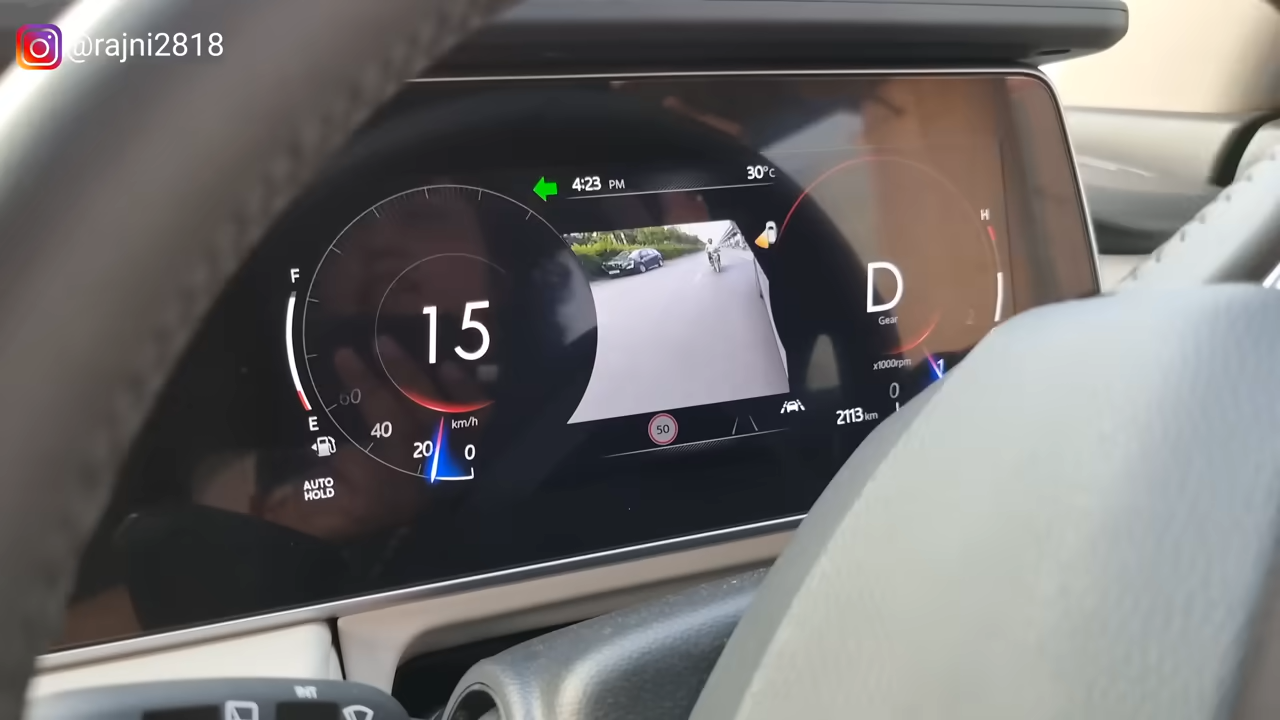 @rajni2818
4:23 PM
30°C
F
H
15
D
Gear
x1000rpm
1
0
2113 km
60
40
20
0
km/h
E
50
AUTO
HOLD
INT